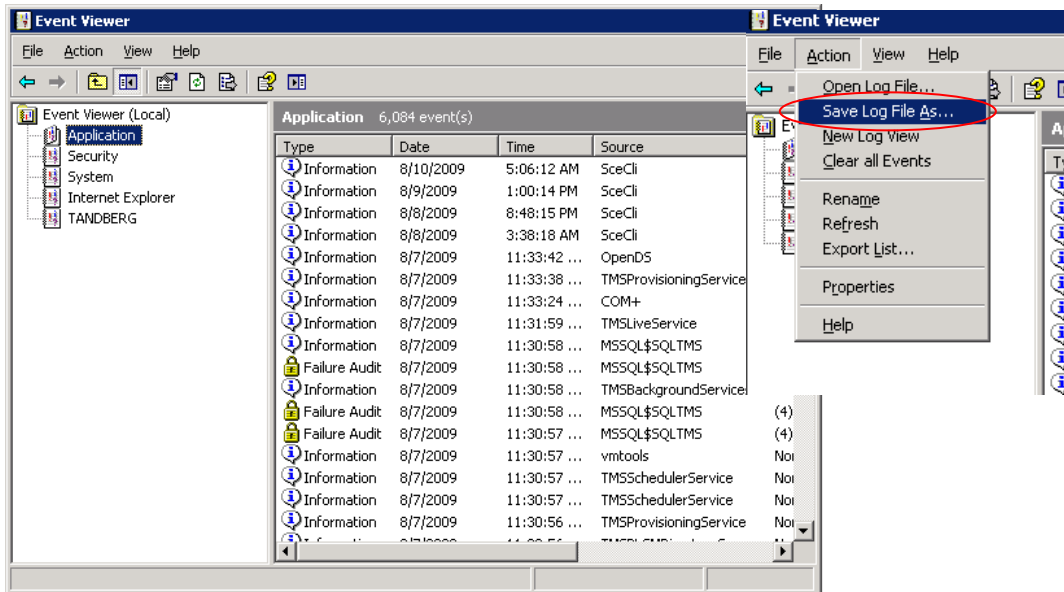 Event Viewer
File Action View Help
Event Viewer (Local)
Application
Security
System
Internet Explorer
TANDBERG
Application 6,084 event(s)
Type Date Time Source
Information 8/10/2009 5:06:12 AM SceCli
Information 8/9/2009 1:00:14 PM SceCli
Information 8/8/2009 8:48:15 PM SceCli
Information 8/8/2009 3:38:18 AM SceCli
Information 8/7/2009 11:33:42 ... OpenDS
Information 8/7/2009 11:33:38 ... TMSProvisioningService
Information 8/7/2009 11:33:24 ... COM+
Information 8/7/2009 11:31:59 ... TMSLiveService
Information 8/7/2009 11:30:58 ... MSSQL$SQLTMS
Failure Audit 8/7/2009 11:30:58 ... MSSQL$SQLTMS
Information 8/7/2009 11:30:58 ... TMSBackgroundServices
Failure Audit 8/7/2009 11:30:58 ... MSSQL$SQLTMS (4)
Failure Audit 8/7/2009 11:30:57 ... MSSQL$SQLTMS (4)
Information 8/7/2009 11:30:57 ... vmtools
Information 8/7/2009 11:30:57 ... TMSSchedulerService
Information 8/7/2009 11:30:57 ... TMSSchedulerService
Information 8/7/2009 11:30:56 ... TMSProvisioningService
Event Viewer
File Action View Help
Open Log File...
Save Log File As...
New Log View
Clear all Events
Rename
Refresh
Export List...
Properties
Help